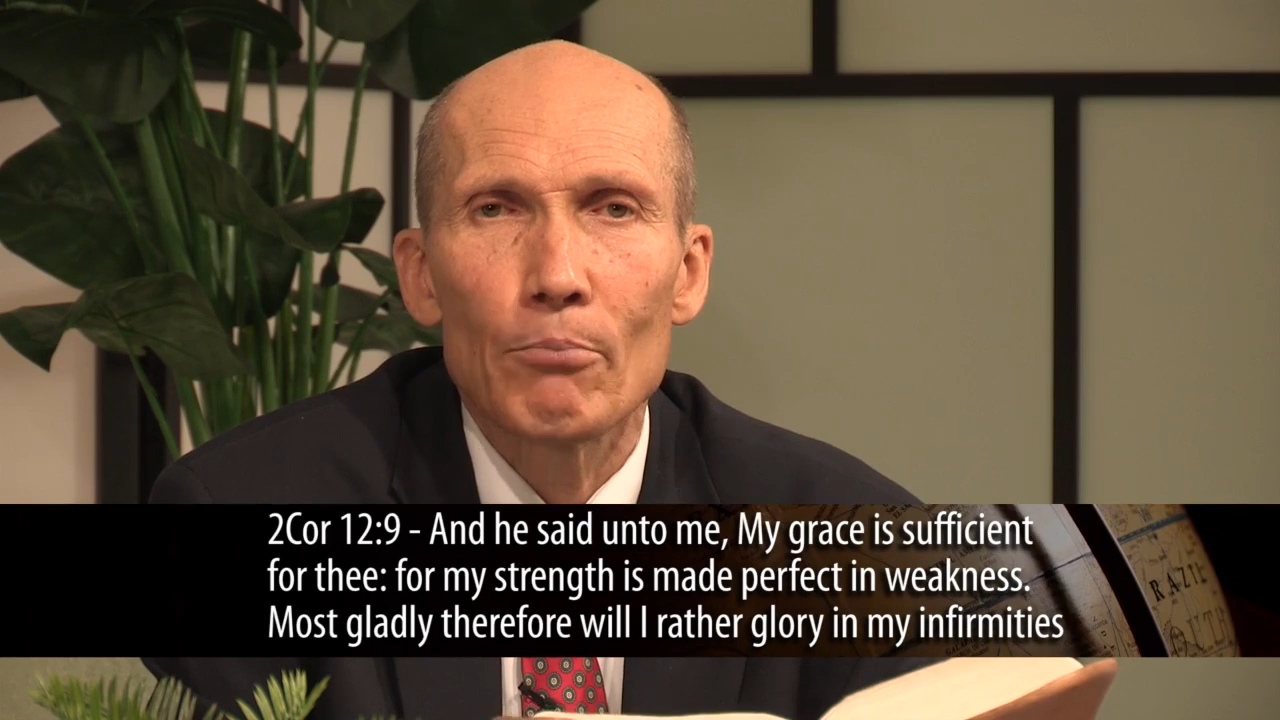 2Cor 12:9 - And he said unto me, My grace is sufficient
for thee: for my strength is made perfect in weakness.
Most gladly therefore will I rather glory in my infirmities